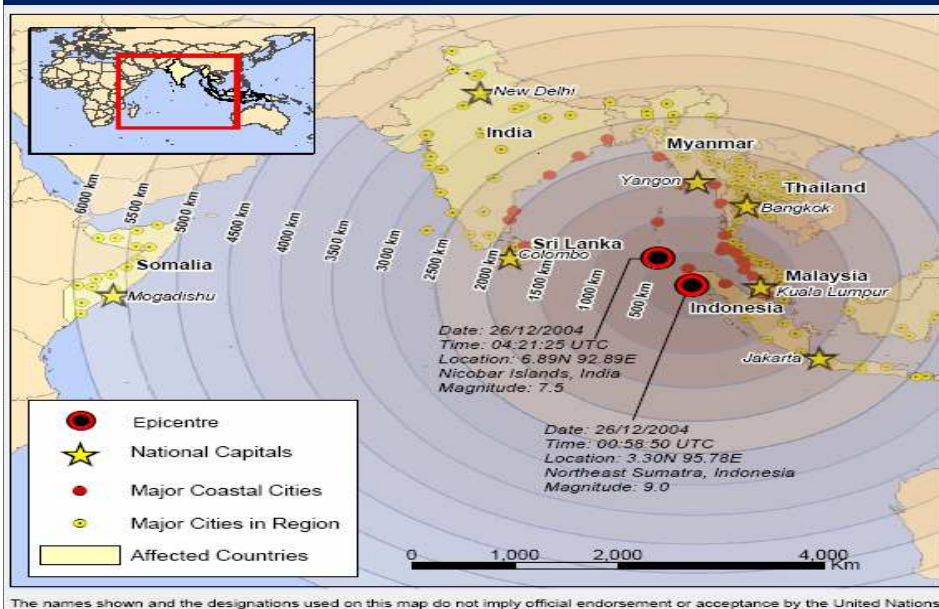 New Delhi
India
Myanmar
Yangon
Thailand
Bangkok
6000 km
5500 km
5000 km
4500 km
4000 km
3500 km
3000 km
2500 km
2000 km
1500 km
1000 km
500 km
Somalia
Mogadishu
Sri Lanka
Colombo
Malaysia
Kuala Lumpur
Indonesia
Jakarta
Date: 26/12/2004
Time: 04:21:25 UTC
Location: 6.89N 92.89E
Nicobar Islands, India
Magnitude: 7.5
Date: 26/12/2004
Time: 00:58:50 UTC
Location: 3.30N 95.78E
Northeast Sumatra, Indonesia
Magnitude: 9.0
Epicentre
National Capitals
Major Coastal Cities
Major Cities in Region
Affected Countries
0 1,000 2,000 4,000
Km
The names shown and the designations used on this map do not imply official endorsement or acceptance by the United Nations